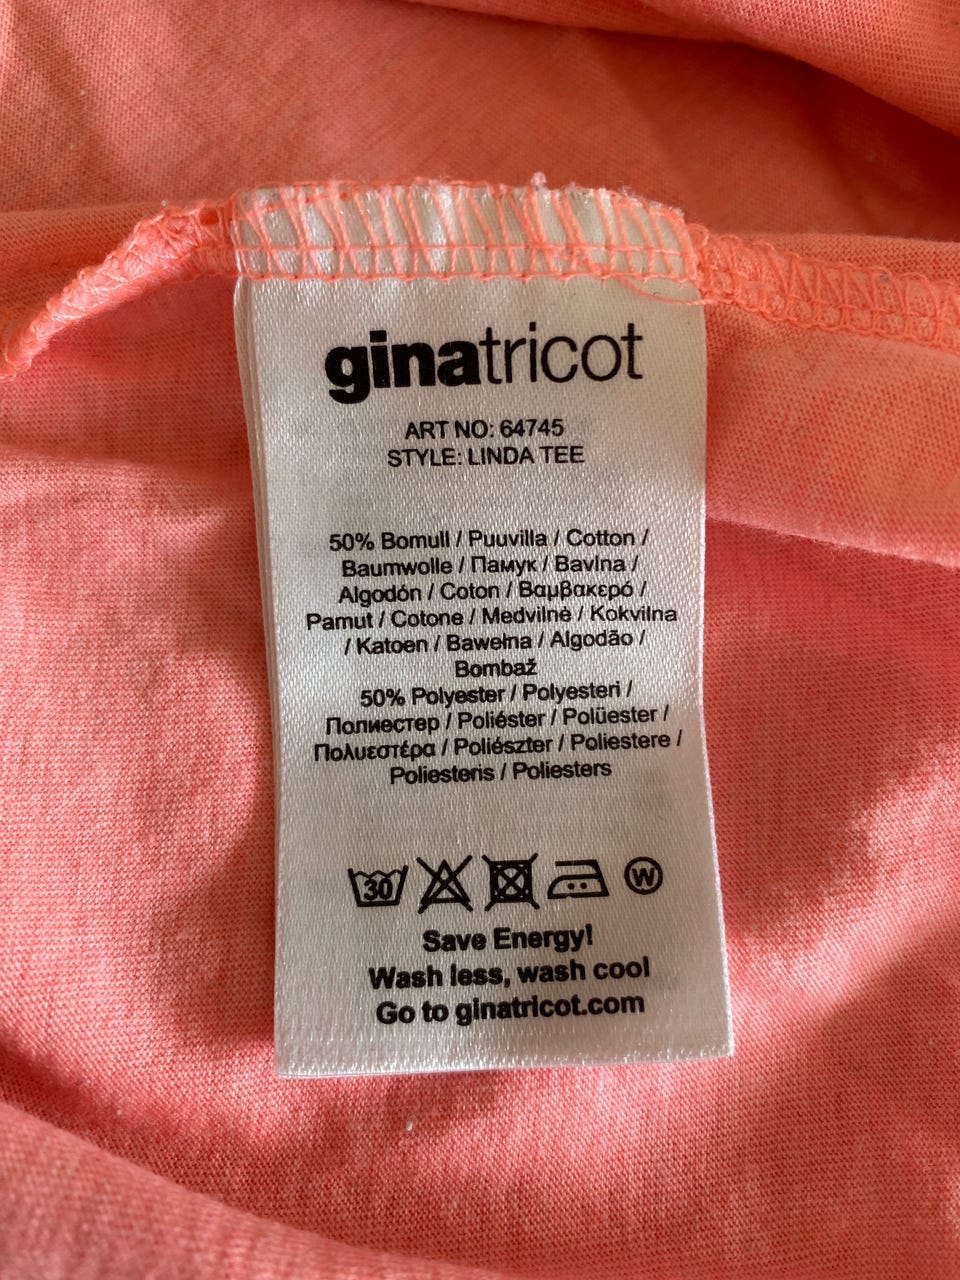 ginatricot
ART NO: 64745
STYLE: LINDA TEE
50% Bomull / Puuvilla / Cotton /
Baumwolle / Памук / Bavlna /
Algodón / Coton / Βαμβακερό /
Pamut / Cotone / Medvilnė / Kokvilna
/ Katoen / Bawełna / Algodão /
Bombaž
50% Polyester / Polyesteri /
Полиестер / Poliéster / Polüester /
Πολυεστέρα / Poliészter / Poliestere /
Poliesteris / Poliesters
30 W
Save Energy!
Wash less, wash cool
Go to ginatricot.com